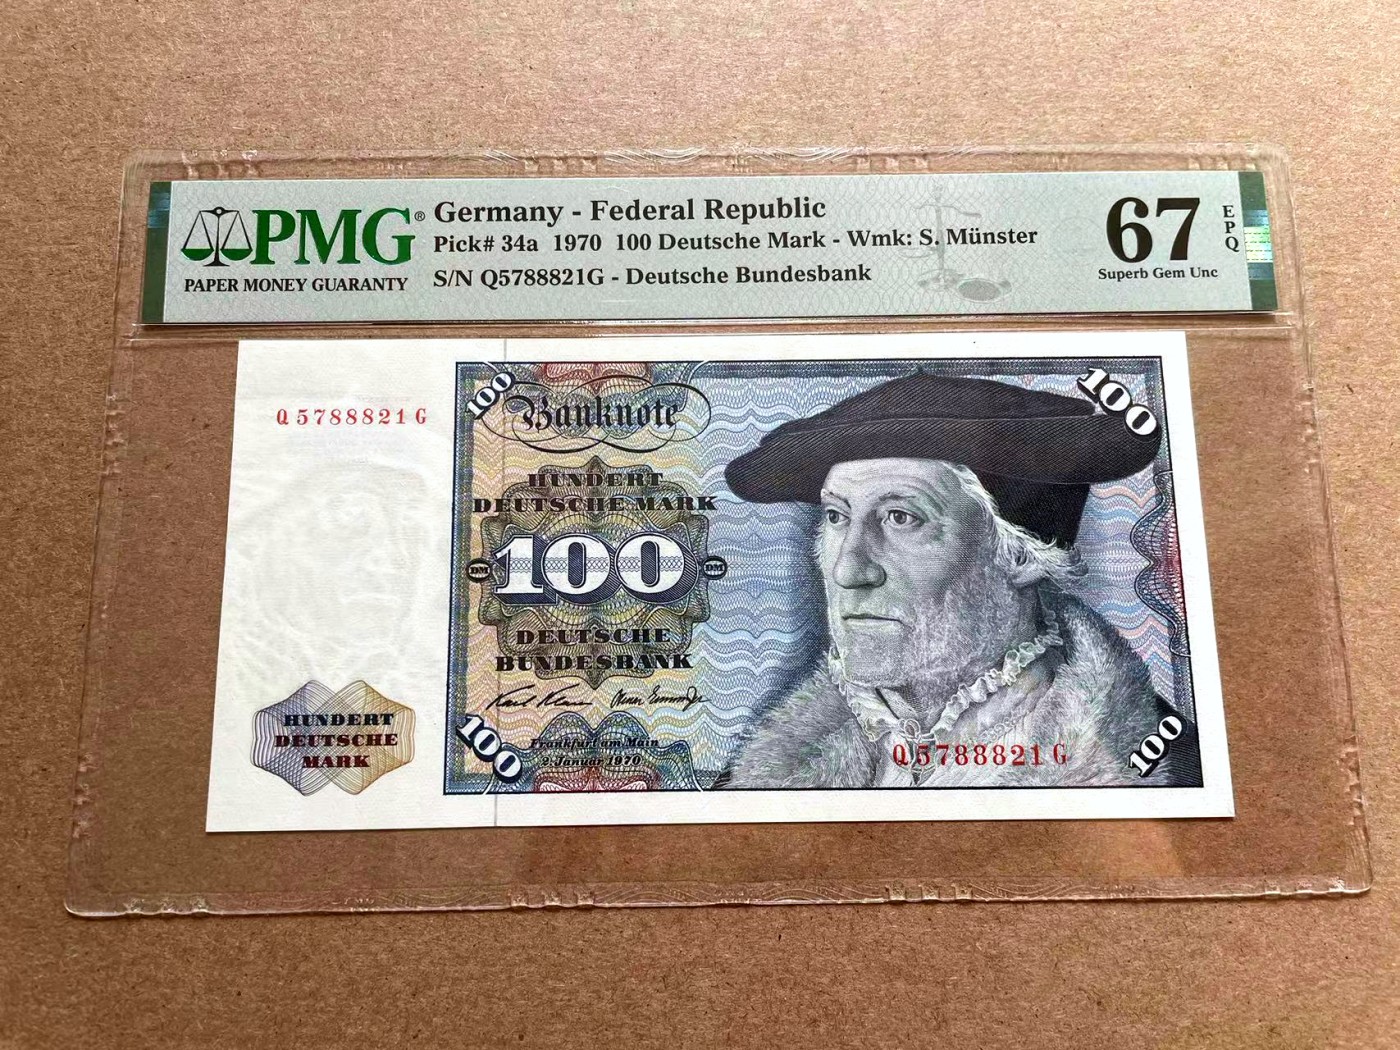 PMG®
PAPER MONEY GUARANTY
Germany - Federal Republic
Pick# 34a 1970 100 Deutsche Mark - Wmk: S. Münster
S/N Q5788821G - Deutsche Bundesbank
67
EPQ
Superb Gem Unc
Q5788821G
100
Banknote
100
HUNDERT
DEUTSCHE MARK
DM 100 DM
DEUTSCHE
BUNDESBANK
HUNDERT
DEUTSCHE
MARK
100
Frankfurt am Main
2. Januar 1970
Q5788821G
100